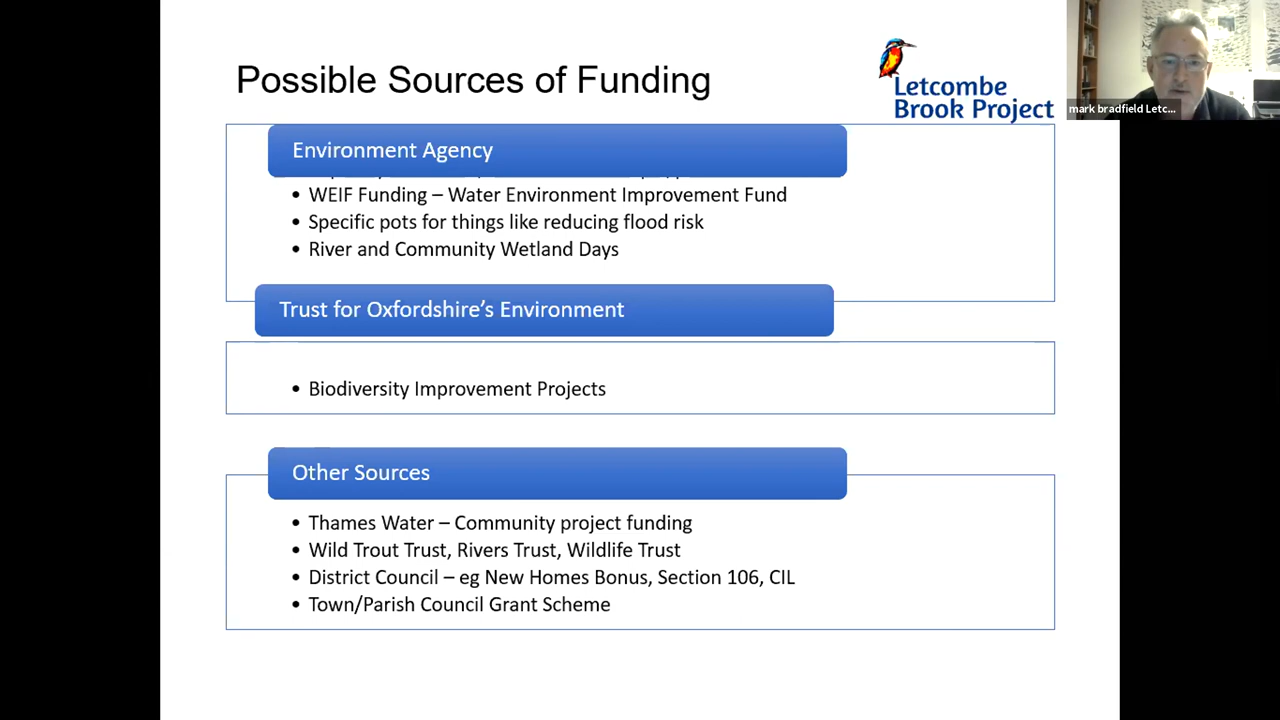 Possible Sources of Funding
Letcombe
Brook Project
mark bradfield Letc...
Environment Agency
• WEIF Funding – Water Environment Improvement Fund
• Specific pots for things like reducing flood risk
• River and Community Wetland Days
Trust for Oxfordshire’s Environment
• Biodiversity Improvement Projects
Other Sources
• Thames Water – Community project funding
• Wild Trout Trust, Rivers Trust, Wildlife Trust
• District Council – eg New Homes Bonus, Section 106, CIL
• Town/Parish Council Grant Scheme